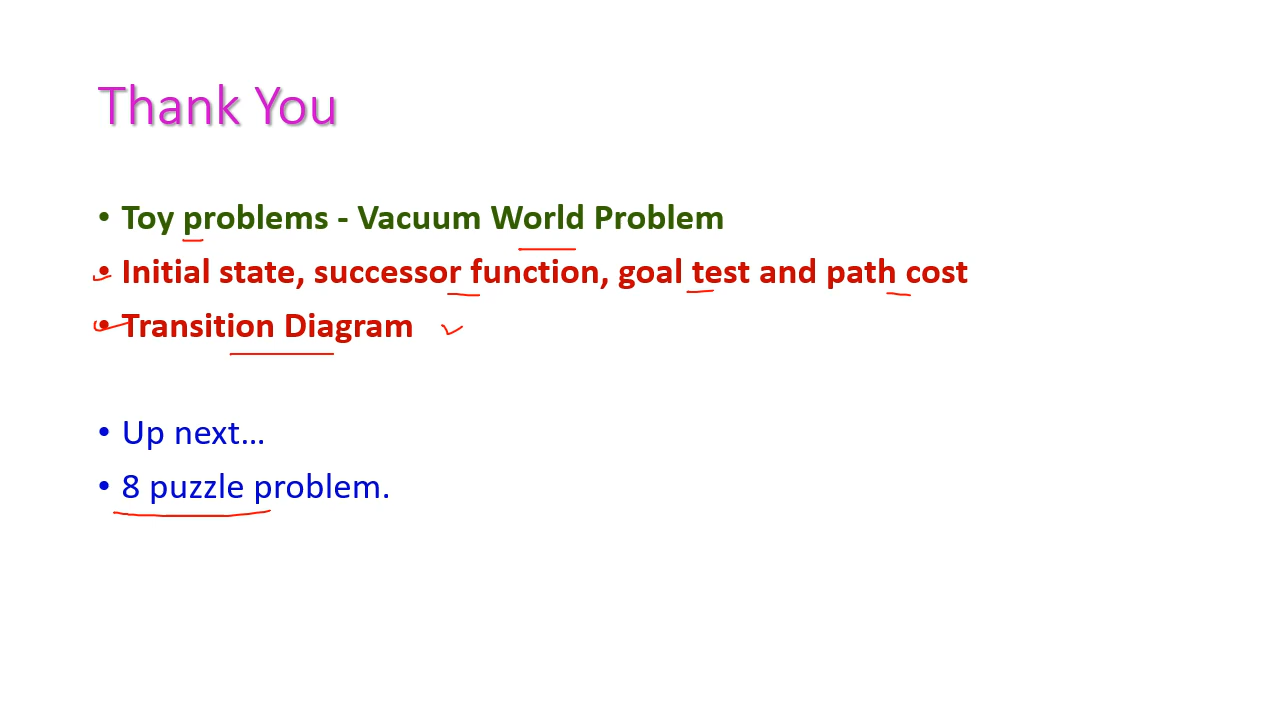 Thank You
• Toy problems - Vacuum World Problem
• Initial state, successor function, goal test and path cost
• Transition Diagram
• Up next…
• 8 puzzle problem.